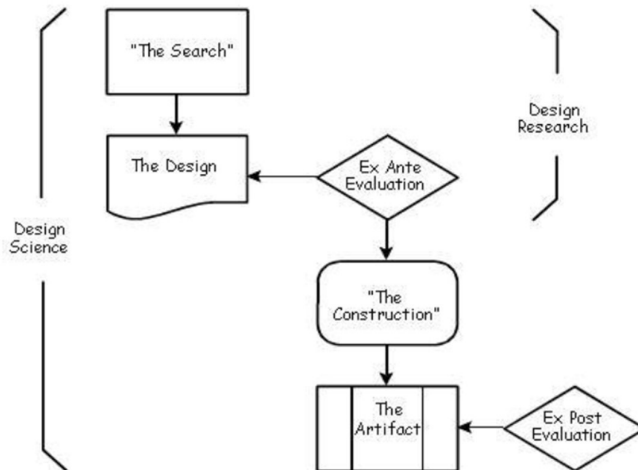 "The Search"
Design
Research
The Design
Ex Ante
Evaluation
Design
Science
"The
Construction"
The
Artifact
Ex Post
Evaluation